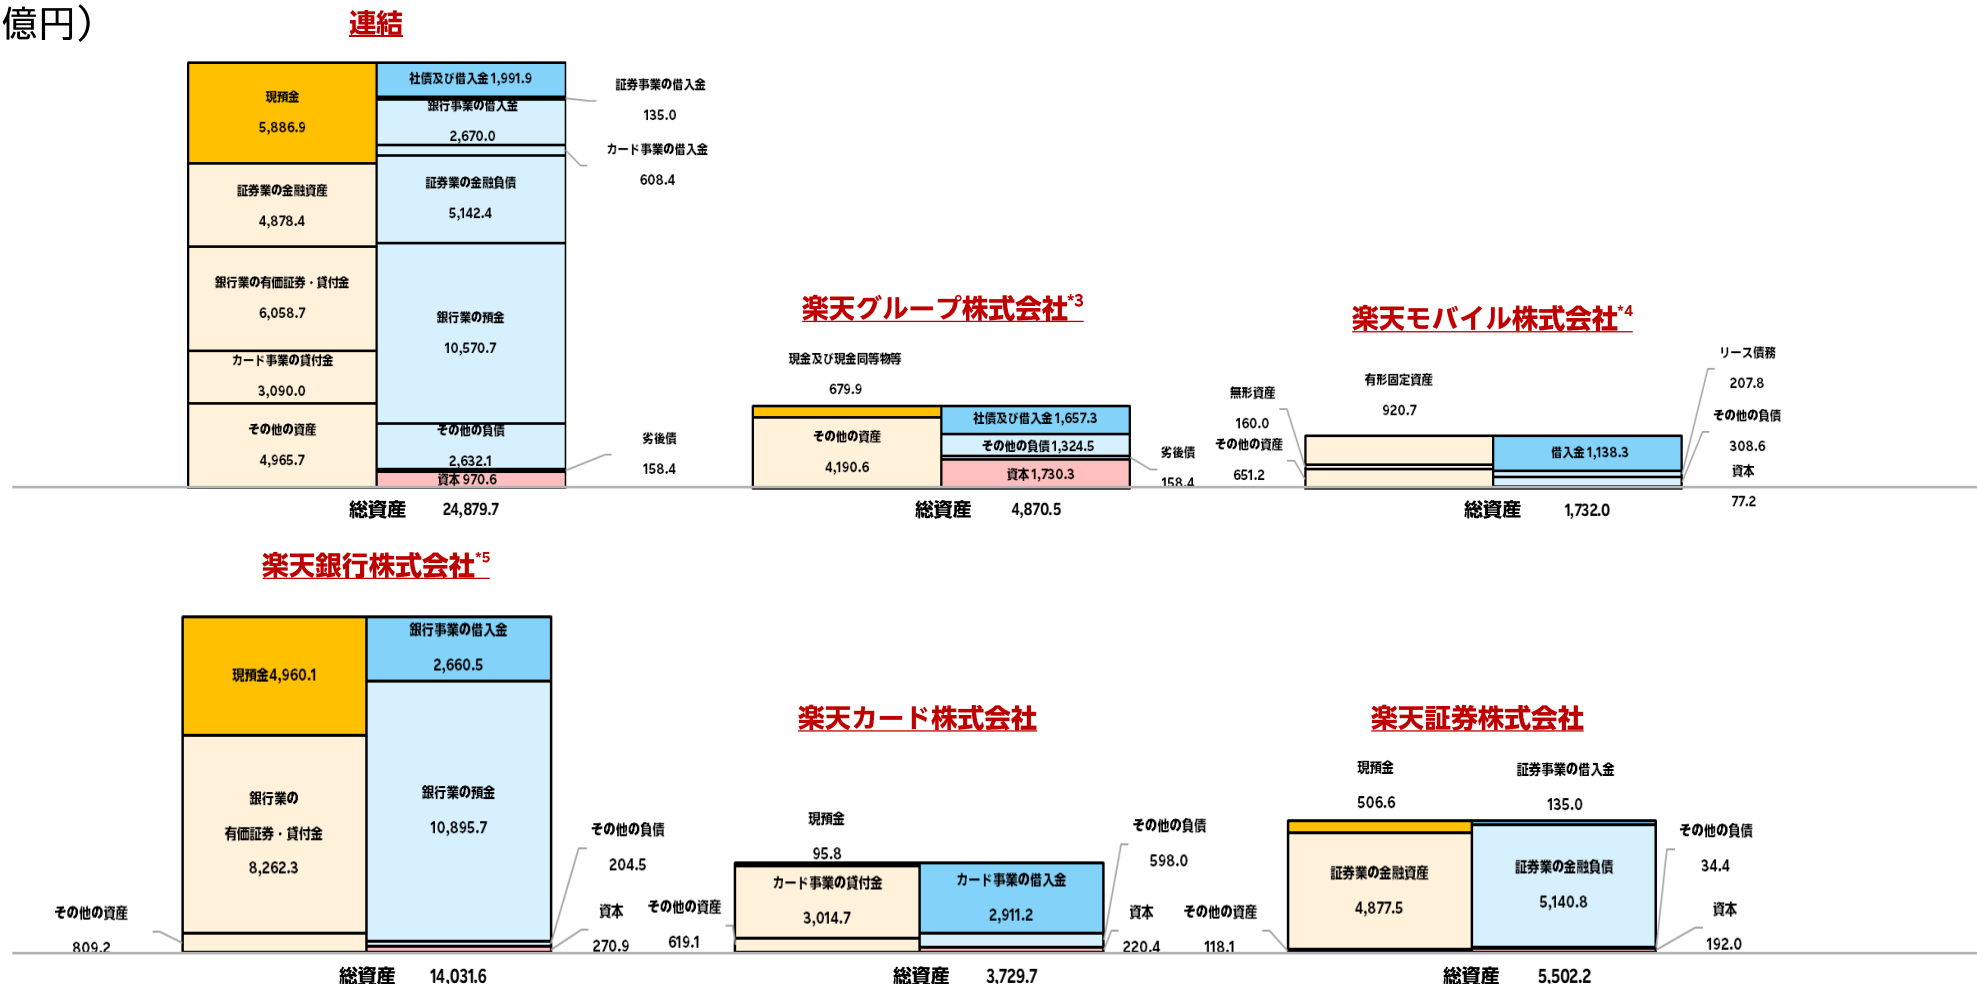 億円）
連結
現預金
5,886.9
証券業の金融資産
4,878.4
銀行業の有価証券・貸付金
6,058.7
カード事業の貸付金
3,090.0
その他の資産
4,965.7
社債及び借入金 1,991.9
銀行事業の借入金
2,670.0
証券業の金融負債
5,142.4
銀行業の預金
10,570.7
その他の負債
2,632.1
資本 970.6
証券事業の借入金
135.0
カード事業の借入金
608.4
劣後債
158.4
総資産 24,879.7
楽天グループ株式会社*3
現金及び現金同等物等
679.9
その他の資産
4,190.6
社債及び借入金 1,657.3
その他の負債 1,324.5
資本 1,730.3
劣後債
158.4
総資産 4,870.5
楽天モバイル株式会社*4
無形資産
160.0
その他の資産
651.2
有形固定資産
920.7
借入金 1,138.3
リース債務
207.8
その他の負債
308.6
資本
77.2
総資産 1,732.0
楽天銀行株式会社*5
現預金4,960.1
銀行業の
有価証券・貸付金
8,262.3
その他の資産
809.2
銀行事業の借入金
2,660.5
銀行業の預金
10,895.7
その他の負債
204.5
資本
270.9
総資産 14,031.6
楽天カード株式会社
現預金
95.8
カード事業の貸付金
3,014.7
その他の資産
619.1
カード事業の借入金
2,911.2
その他の負債
598.0
資本
220.4
総資産 3,729.7
楽天証券株式会社
現預金
506.6
証券業の金融資産
4,877.5
その他の資産
118.1
証券事業の借入金
135.0
証券業の金融負債
5,140.8
その他の負債
34.4
資本
192.0
総資産 5,502.2